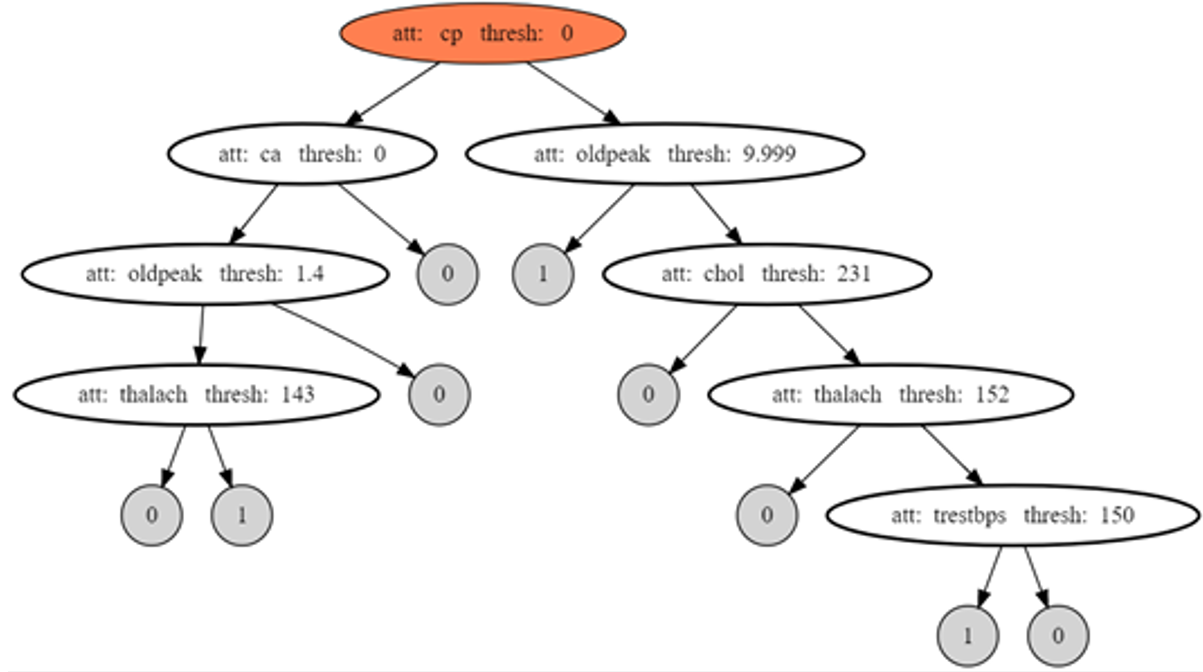 att: cp thresh: 0
att: ca thresh: 0
att: oldpeak thresh: 9.999
att: oldpeak thresh: 1.4
0
1
att: chol thresh: 231
att: thalach thresh: 143
0
0
att: thalach thresh: 152
0
1
0
att: trestbps thresh: 150
1
0